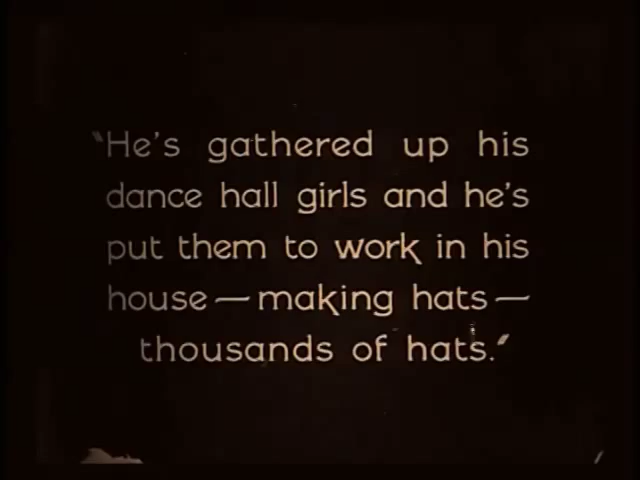 "He's gathered up his
dance hall girls and he's
put them to work in his
house — making hats —
thousands of hats."